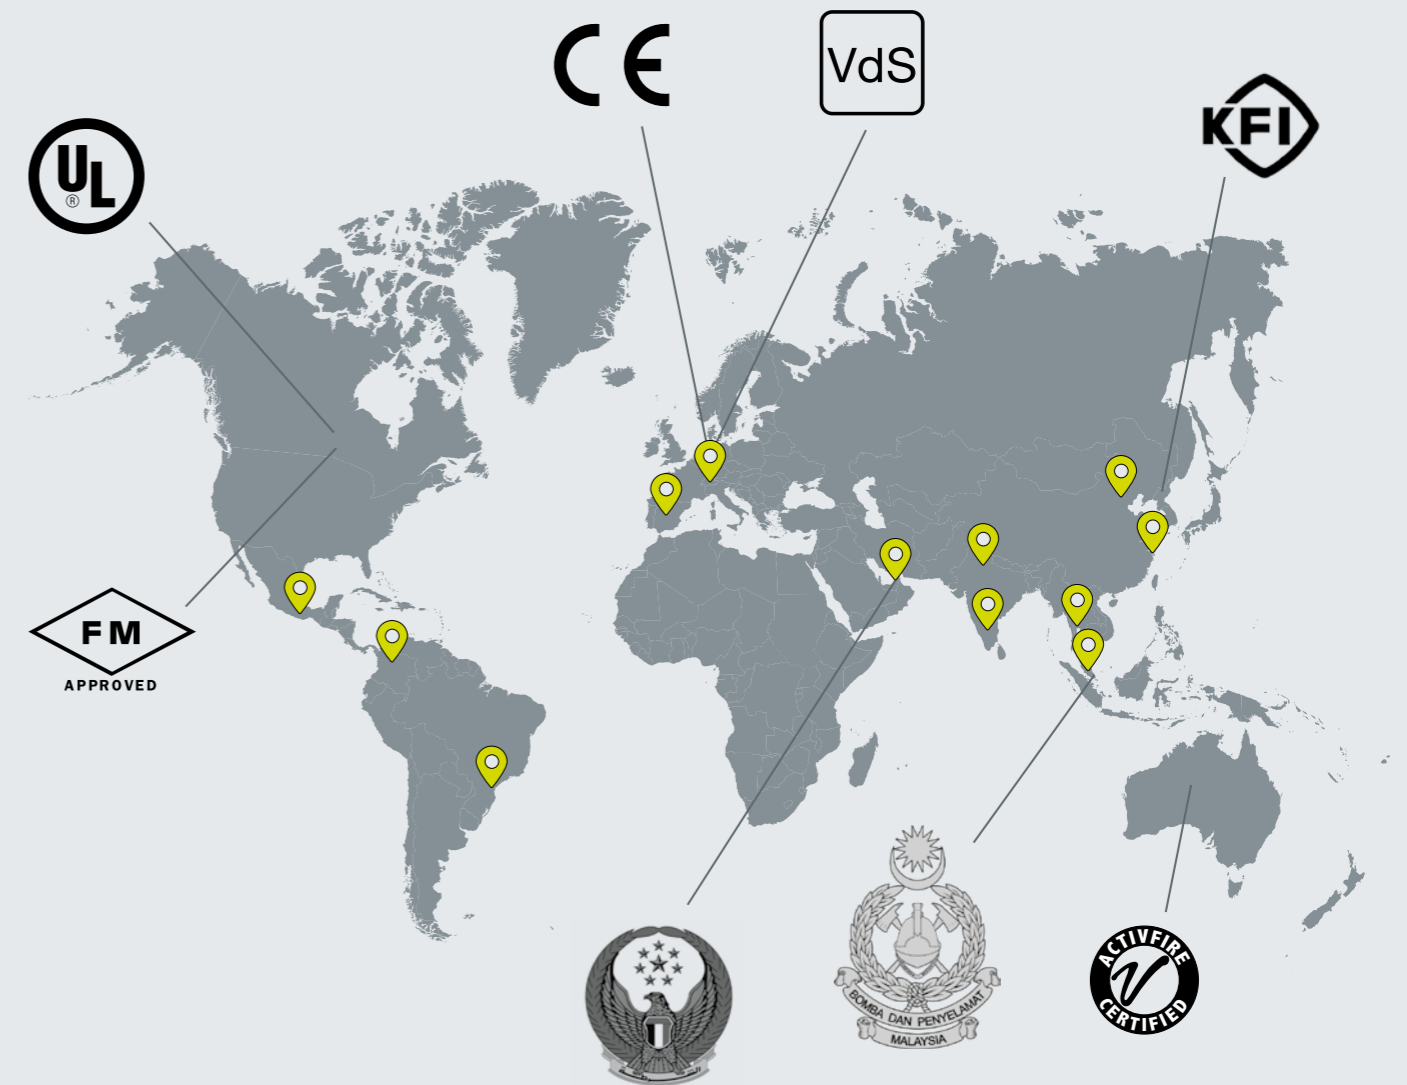 CE
VdS
KFI
UL
®
FM
APPROVED
BOMBA DAN PENYELAMAT
MALAYSIA
ACTIVFIRE
CERTIFIED